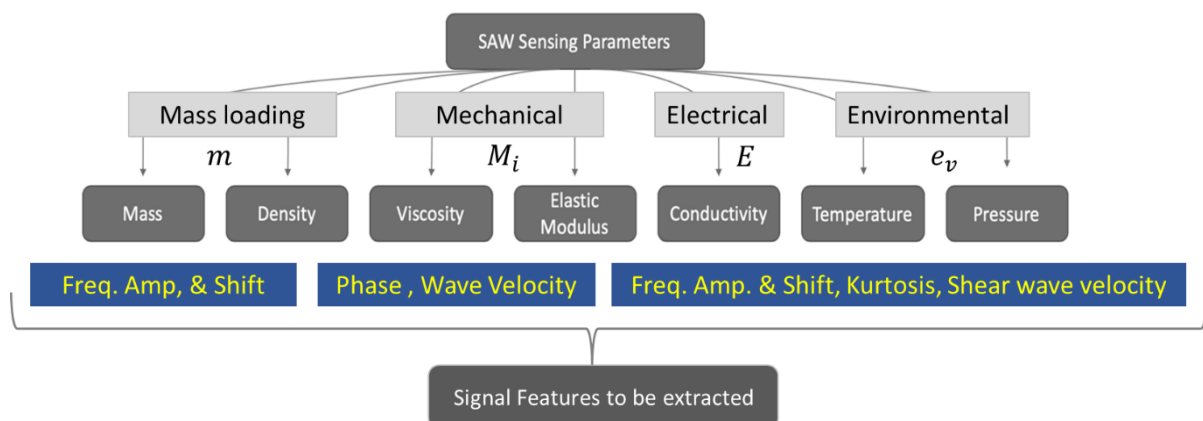 SAW Sensing Parameters
Mass loading
Mechanical
Electrical
Environmental
m
M_i
E
e_v
Mass
Density
Viscosity
Elastic
Modulus
Conductivity
Temperature
Pressure
Freq. Amp, & Shift
Phase , Wave Velocity
Freq. Amp. & Shift, Kurtosis, Shear wave velocity
Signal Features to be extracted